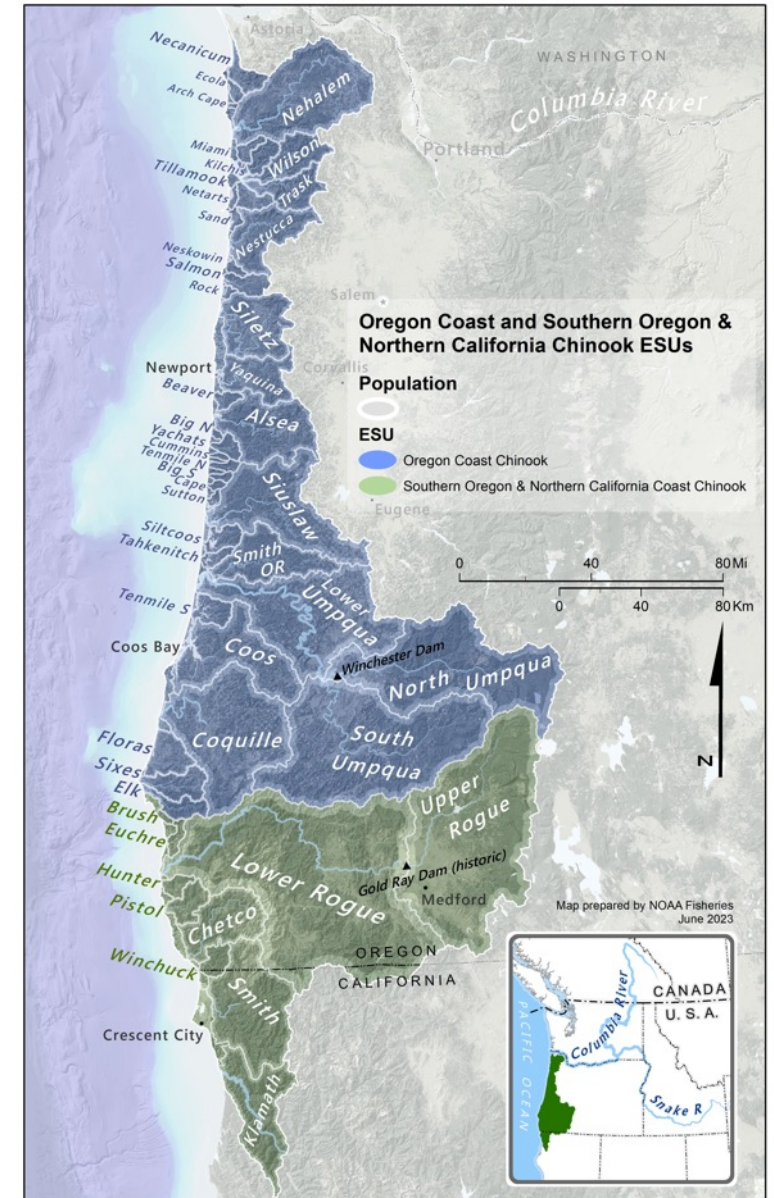 Astoria
WASHINGTON
Columbia River
Portland
Necanicum
Ecola
Arch Cape
Nehalem
Miami
Kilchis
Tillamook
Netarts
Sand
Wilson
Trask
Nestucca
Neskowin
Salmon
Rock
Siletz
Salem
Oregon Coast and Southern Oregon &
Northern California Chinook ESUs
Population
ESU
Oregon Coast Chinook
Southern Oregon & Northern California Coast Chinook
Newport
Corvallis
Yaquina
Beaver
Alsea
Big N
Yachats
Cummins
Tenmile N
Big S
Cape
Sutton
Siuslaw
Eugene
Siltcoos
Tahkenitch
Smith
OR
0 40 80 Mi
0 40 80 Km
Lower
Umpqua
Tenmile S
Coos Bay
Coos
Winchester Dam
North Umpqua
N
Floras
Sixes
Elk
Coquille
South
Umpqua
Brush
Euchre
Upper
Rogue
Hunter
Pistol
Lower Rogue
Gold Ray Dam (historic)
Medford
Chetco
Map prepared by NOAA Fisheries
June 2023
Winchuck
OREGON
CALIFORNIA
Smith
Crescent City
Klamath
CANADA
U. S. A.
Columbia River
PACIFIC OCEAN
Snake R